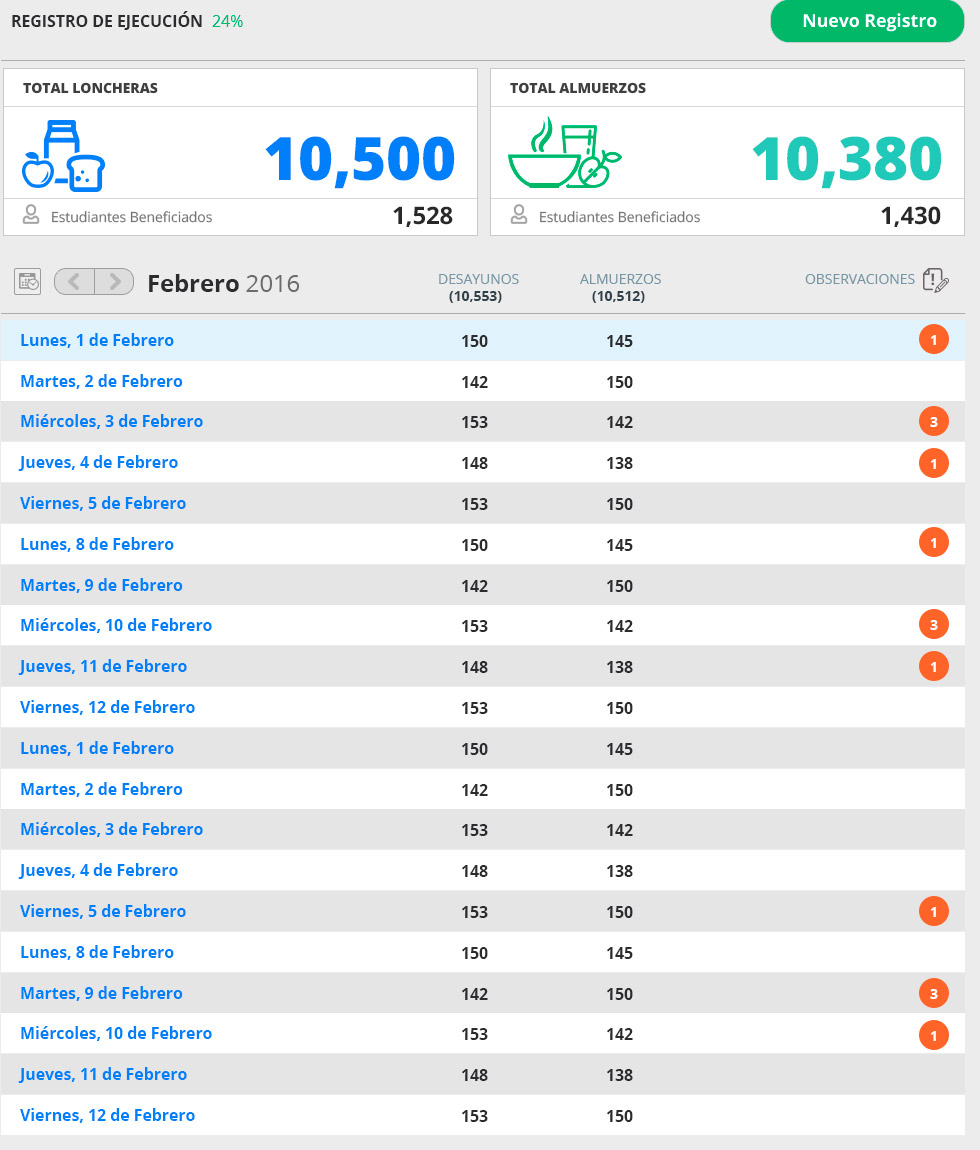 REGISTRO DE EJECUCIÓN 24%
Nuevo Registro
TOTAL LONCHERAS
10,500
Estudiantes Beneficiados 1,528
TOTAL ALMUERZOS
10,380
Estudiantes Beneficiados 1,430
Febrero 2016
DESAYUNOS
(10,553)
ALMUERZOS
(10,512)
OBSERVACIONES
Lunes, 1 de Febrero 150 145 1
Martes, 2 de Febrero 142 150
Miércoles, 3 de Febrero 153 142 3
Jueves, 4 de Febrero 148 138 1
Viernes, 5 de Febrero 153 150
Lunes, 8 de Febrero 150 145 1
Martes, 9 de Febrero 142 150
Miércoles, 10 de Febrero 153 142 3
Jueves, 11 de Febrero 148 138 1
Viernes, 12 de Febrero 153 150
Lunes, 1 de Febrero 150 145
Martes, 2 de Febrero 142 150
Miércoles, 3 de Febrero 153 142
Jueves, 4 de Febrero 148 138
Viernes, 5 de Febrero 153 150 1
Lunes, 8 de Febrero 150 145
Martes, 9 de Febrero 142 150 3
Miércoles, 10 de Febrero 153 142 1
Jueves, 11 de Febrero 148 138
Viernes, 12 de Febrero 153 150